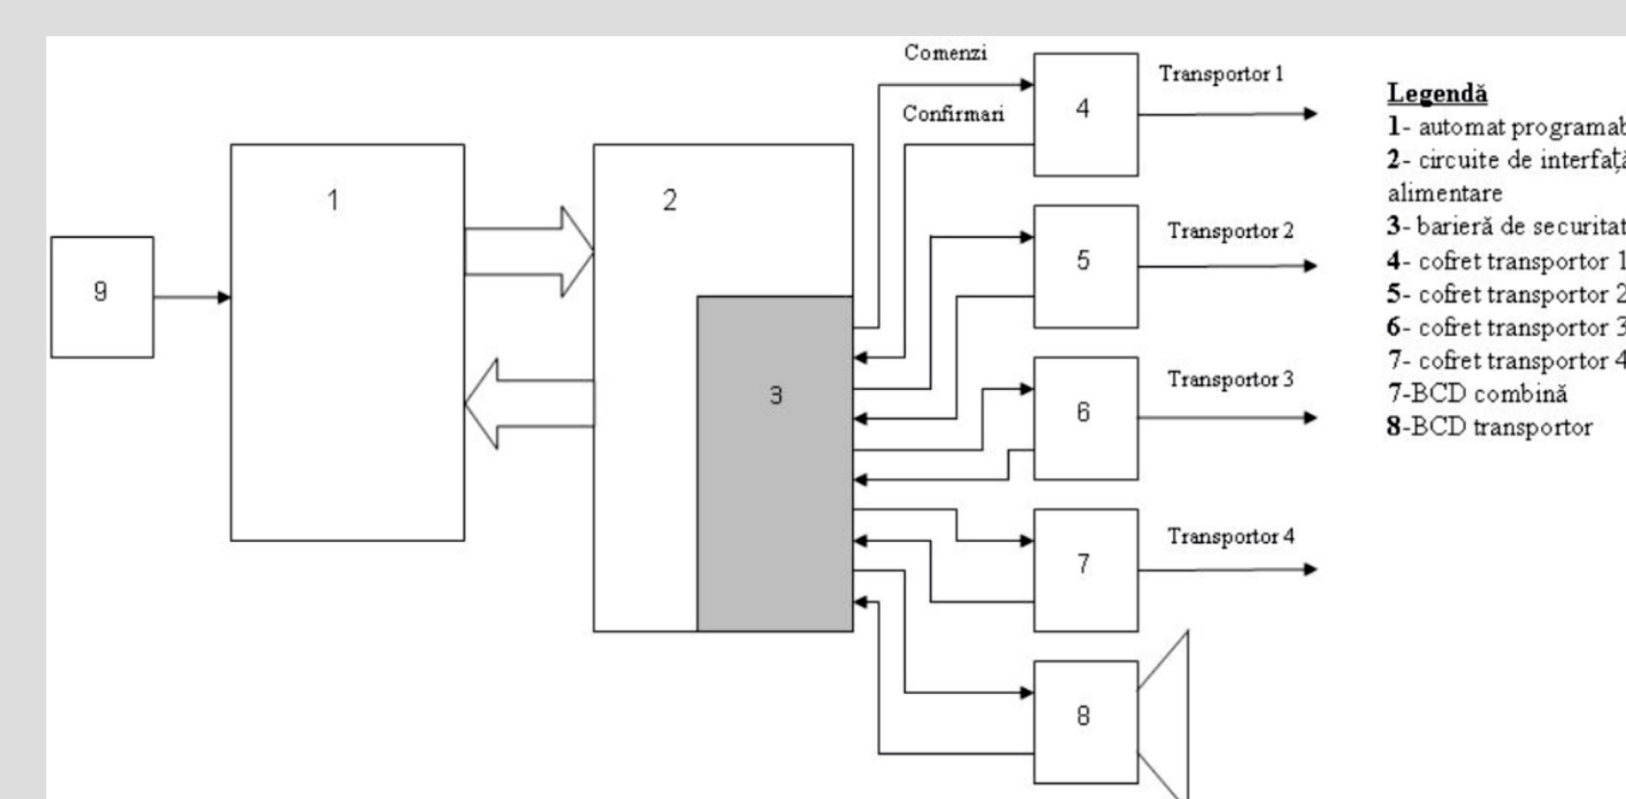 Comenzi
Confirmari
4
Transportor 1
1
2
Transportor 2
5
9
3
Transportor 3
6
Transportor 4
7
8
Legendă
1- automat programab
2- circuite de interfaţă
alimentare
3- barieră de securitat
4- cofret transportor 1
5- cofret transportor 2
6- cofret transportor 3
7- cofret transportor 4
7-BCD combină
8-BCD transportor